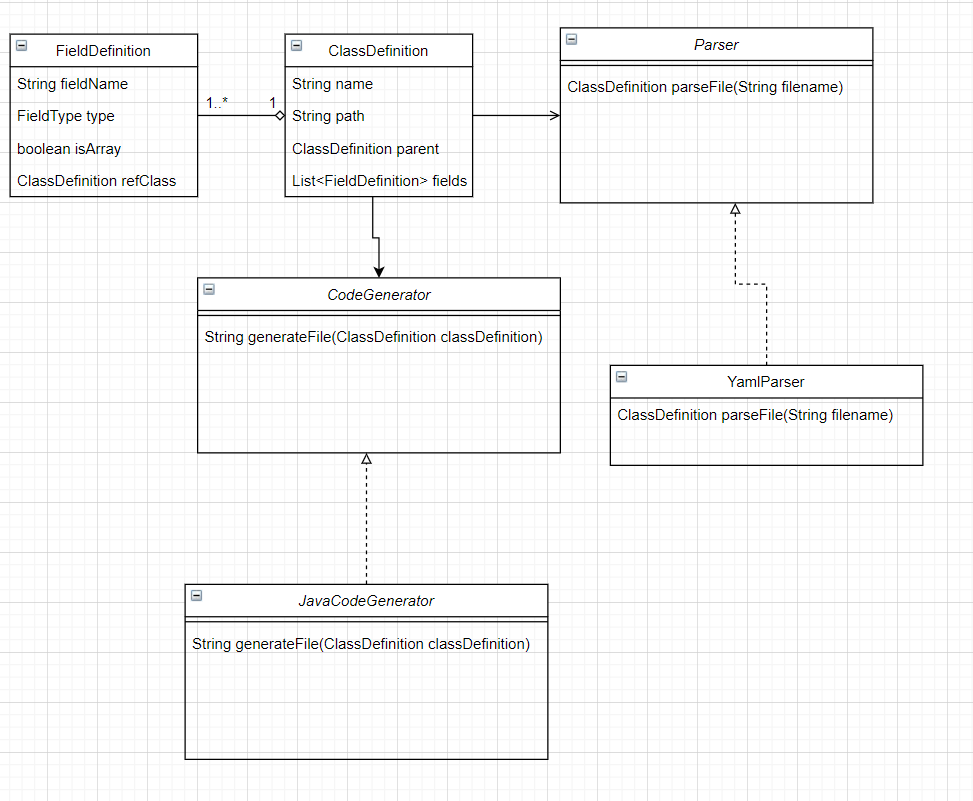 FieldDefinition
String fieldName
FieldType type
boolean isArray
ClassDefinition refClass
1..*
1
ClassDefinition
String name
String path
ClassDefinition parent
List<FieldDefinition> fields
Parser
ClassDefinition parseFile(String filename)
CodeGenerator
String generateFile(ClassDefinition classDefinition)
YamlParser
ClassDefinition parseFile(String filename)
JavaCodeGenerator
String generateFile(ClassDefinition classDefinition)